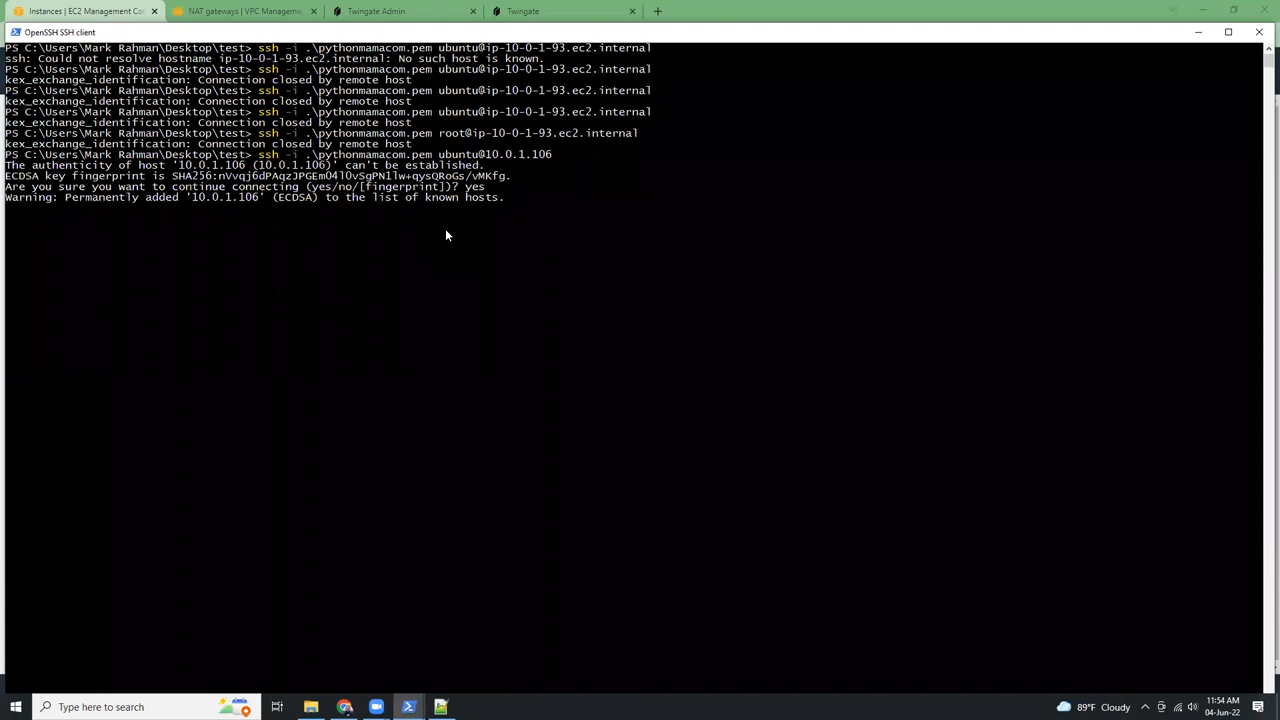 Instances | EC2 Management Co
NAT gateways | VPC Manageme
Twingate Admin
Twingate
OpenSSH SSH client
PS C:\Users\Mark Rahman\Desktop\test> ssh -i .\pythonmamacom.pem ubuntu@ip-10-0-1-93.ec2.internal
ssh: Could not resolve hostname ip-10-0-1-93.ec2.internal: No such host is known.
PS C:\Users\Mark Rahman\Desktop\test> ssh -i .\pythonmamacom.pem ubuntu@ip-10-0-1-93.ec2.internal
kex_exchange_identification: Connection closed by remote host
PS C:\Users\Mark Rahman\Desktop\test> ssh -i .\pythonmamacom.pem ubuntu@ip-10-0-1-93.ec2.internal
kex_exchange_identification: Connection closed by remote host
PS C:\Users\Mark Rahman\Desktop\test> ssh -i .\pythonmamacom.pem ubuntu@ip-10-0-1-93.ec2.internal
kex_exchange_identification: Connection closed by remote host
PS C:\Users\Mark Rahman\Desktop\test> ssh -i .\pythonmamacom.pem root@ip-10-0-1-93.ec2.internal
kex_exchange_identification: Connection closed by remote host
PS C:\Users\Mark Rahman\Desktop\test> ssh -i .\pythonmamacom.pem ubuntu@10.0.1.106
The authenticity of host '10.0.1.106 (10.0.1.106)' can't be established.
ECDSA key fingerprint is SHA256:nVvqj6dPAqzJPGEmO4lOvSgPN1lw+qysQRoGs/vMKfg.
Are you sure you want to continue connecting (yes/no/[fingerprint])? yes
Warning: Permanently added '10.0.1.106' (ECDSA) to the list of known hosts.
Type here to search
89°F Cloudy
11:54 AM
04-Jun-22